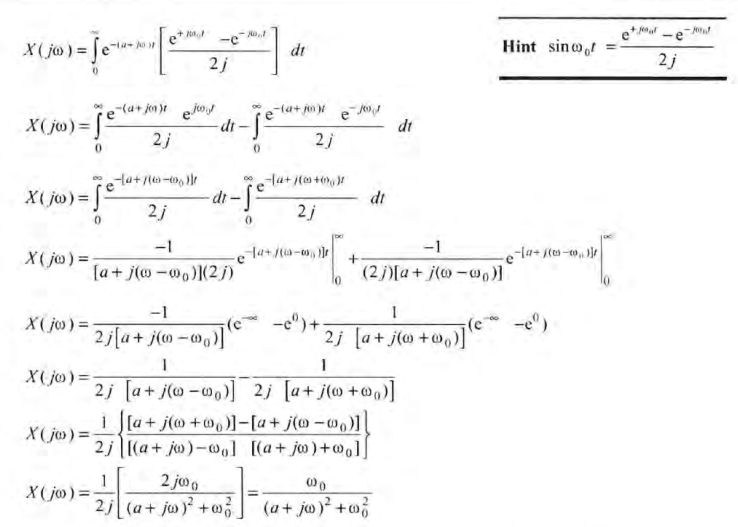 X(jω) = ∫₀^∞ e^{-(a+jω)t} [ (e^{+jω₀t} - e^{-jω₀t}) / 2j ] dt
Hint sin ω₀t = (e^{+jω₀t} - e^{-jω₀t}) / 2j
X(jω) = ∫₀^∞ (e^{-(a+jω)t} e^{jω₀t}) / 2j dt - ∫₀^∞ (e^{-(a+jω)t} e^{-jω₀t}) / 2j dt
X(jω) = ∫₀^∞ e^{-[a+j(ω-ω₀)]t} / 2j dt - ∫₀^∞ e^{-[a+j(ω+ω₀)]t} / 2j dt
X(jω) = -1 / ([a + j(ω - ω₀)](2j)) e^{-[a+j(ω-ω₀)]t} |₀^∞ + -1 / ((2j)[a + j(ω - ω₀)]) e^{-[a+j(ω-ω₀)]t} |₀^∞
X(jω) = -1 / (2j[a + j(ω - ω₀)]) (e^{-∞} - e⁰) + 1 / (2j [a + j(ω + ω₀)]) (e^{-∞} - e⁰)
X(jω) = 1 / (2j [a + j(ω - ω₀)]) - 1 / (2j [a + j(ω + ω₀)])
X(jω) = 1/2j { ([a + j(ω + ω₀)] - [a + j(ω - ω₀)]) / ([(a + jω) - ω₀] [(a + jω) + ω₀]) }
X(jω) = 1/2j [ 2jω₀ / ((a + jω)² + ω₀²) ] = ω₀ / ((a + jω)² + ω₀²)